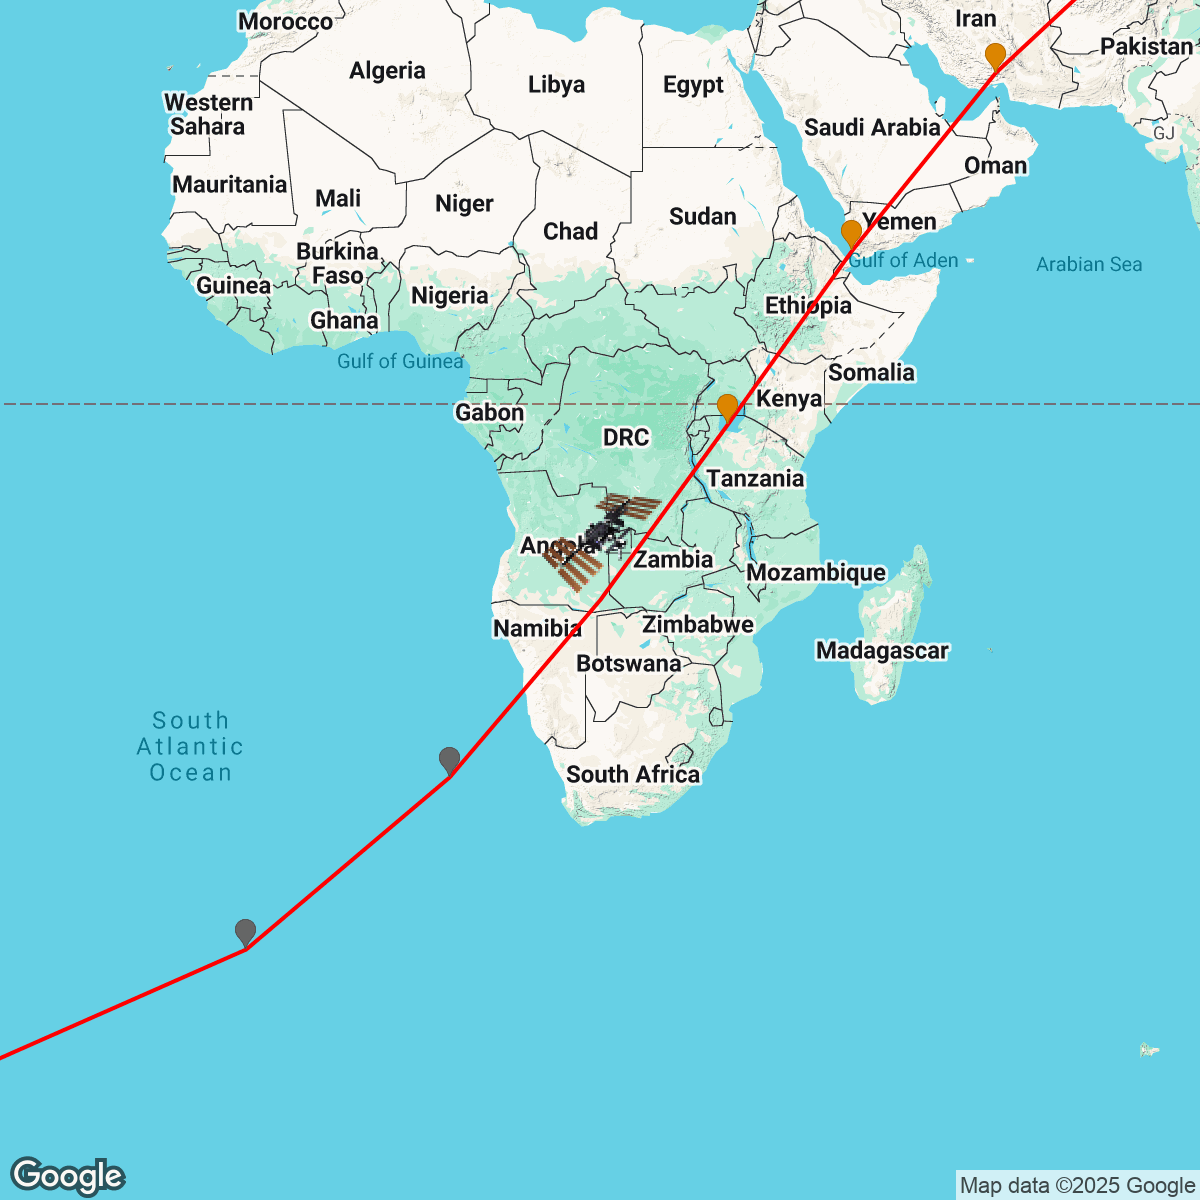 Morocco
Iran
Pakistan
Algeria
Libya
Egypt
Western
Sahara
Saudi Arabia
GJ
Oman
Mauritania
Mali
Niger
Chad
Sudan
Yemen
Burkina
Faso
Gulf of Aden
Arabian Sea
Guinea
Nigeria
Ethiopia
Ghana
Gulf of Guinea
Somalia
Gabon
Kenya
DRC
Tanzania
Angola
Zambia
Mozambique
Namibia
Zimbabwe
Botswana
Madagascar
South
Atlantic
Ocean
South Africa
Google
Map data ©2025 Google